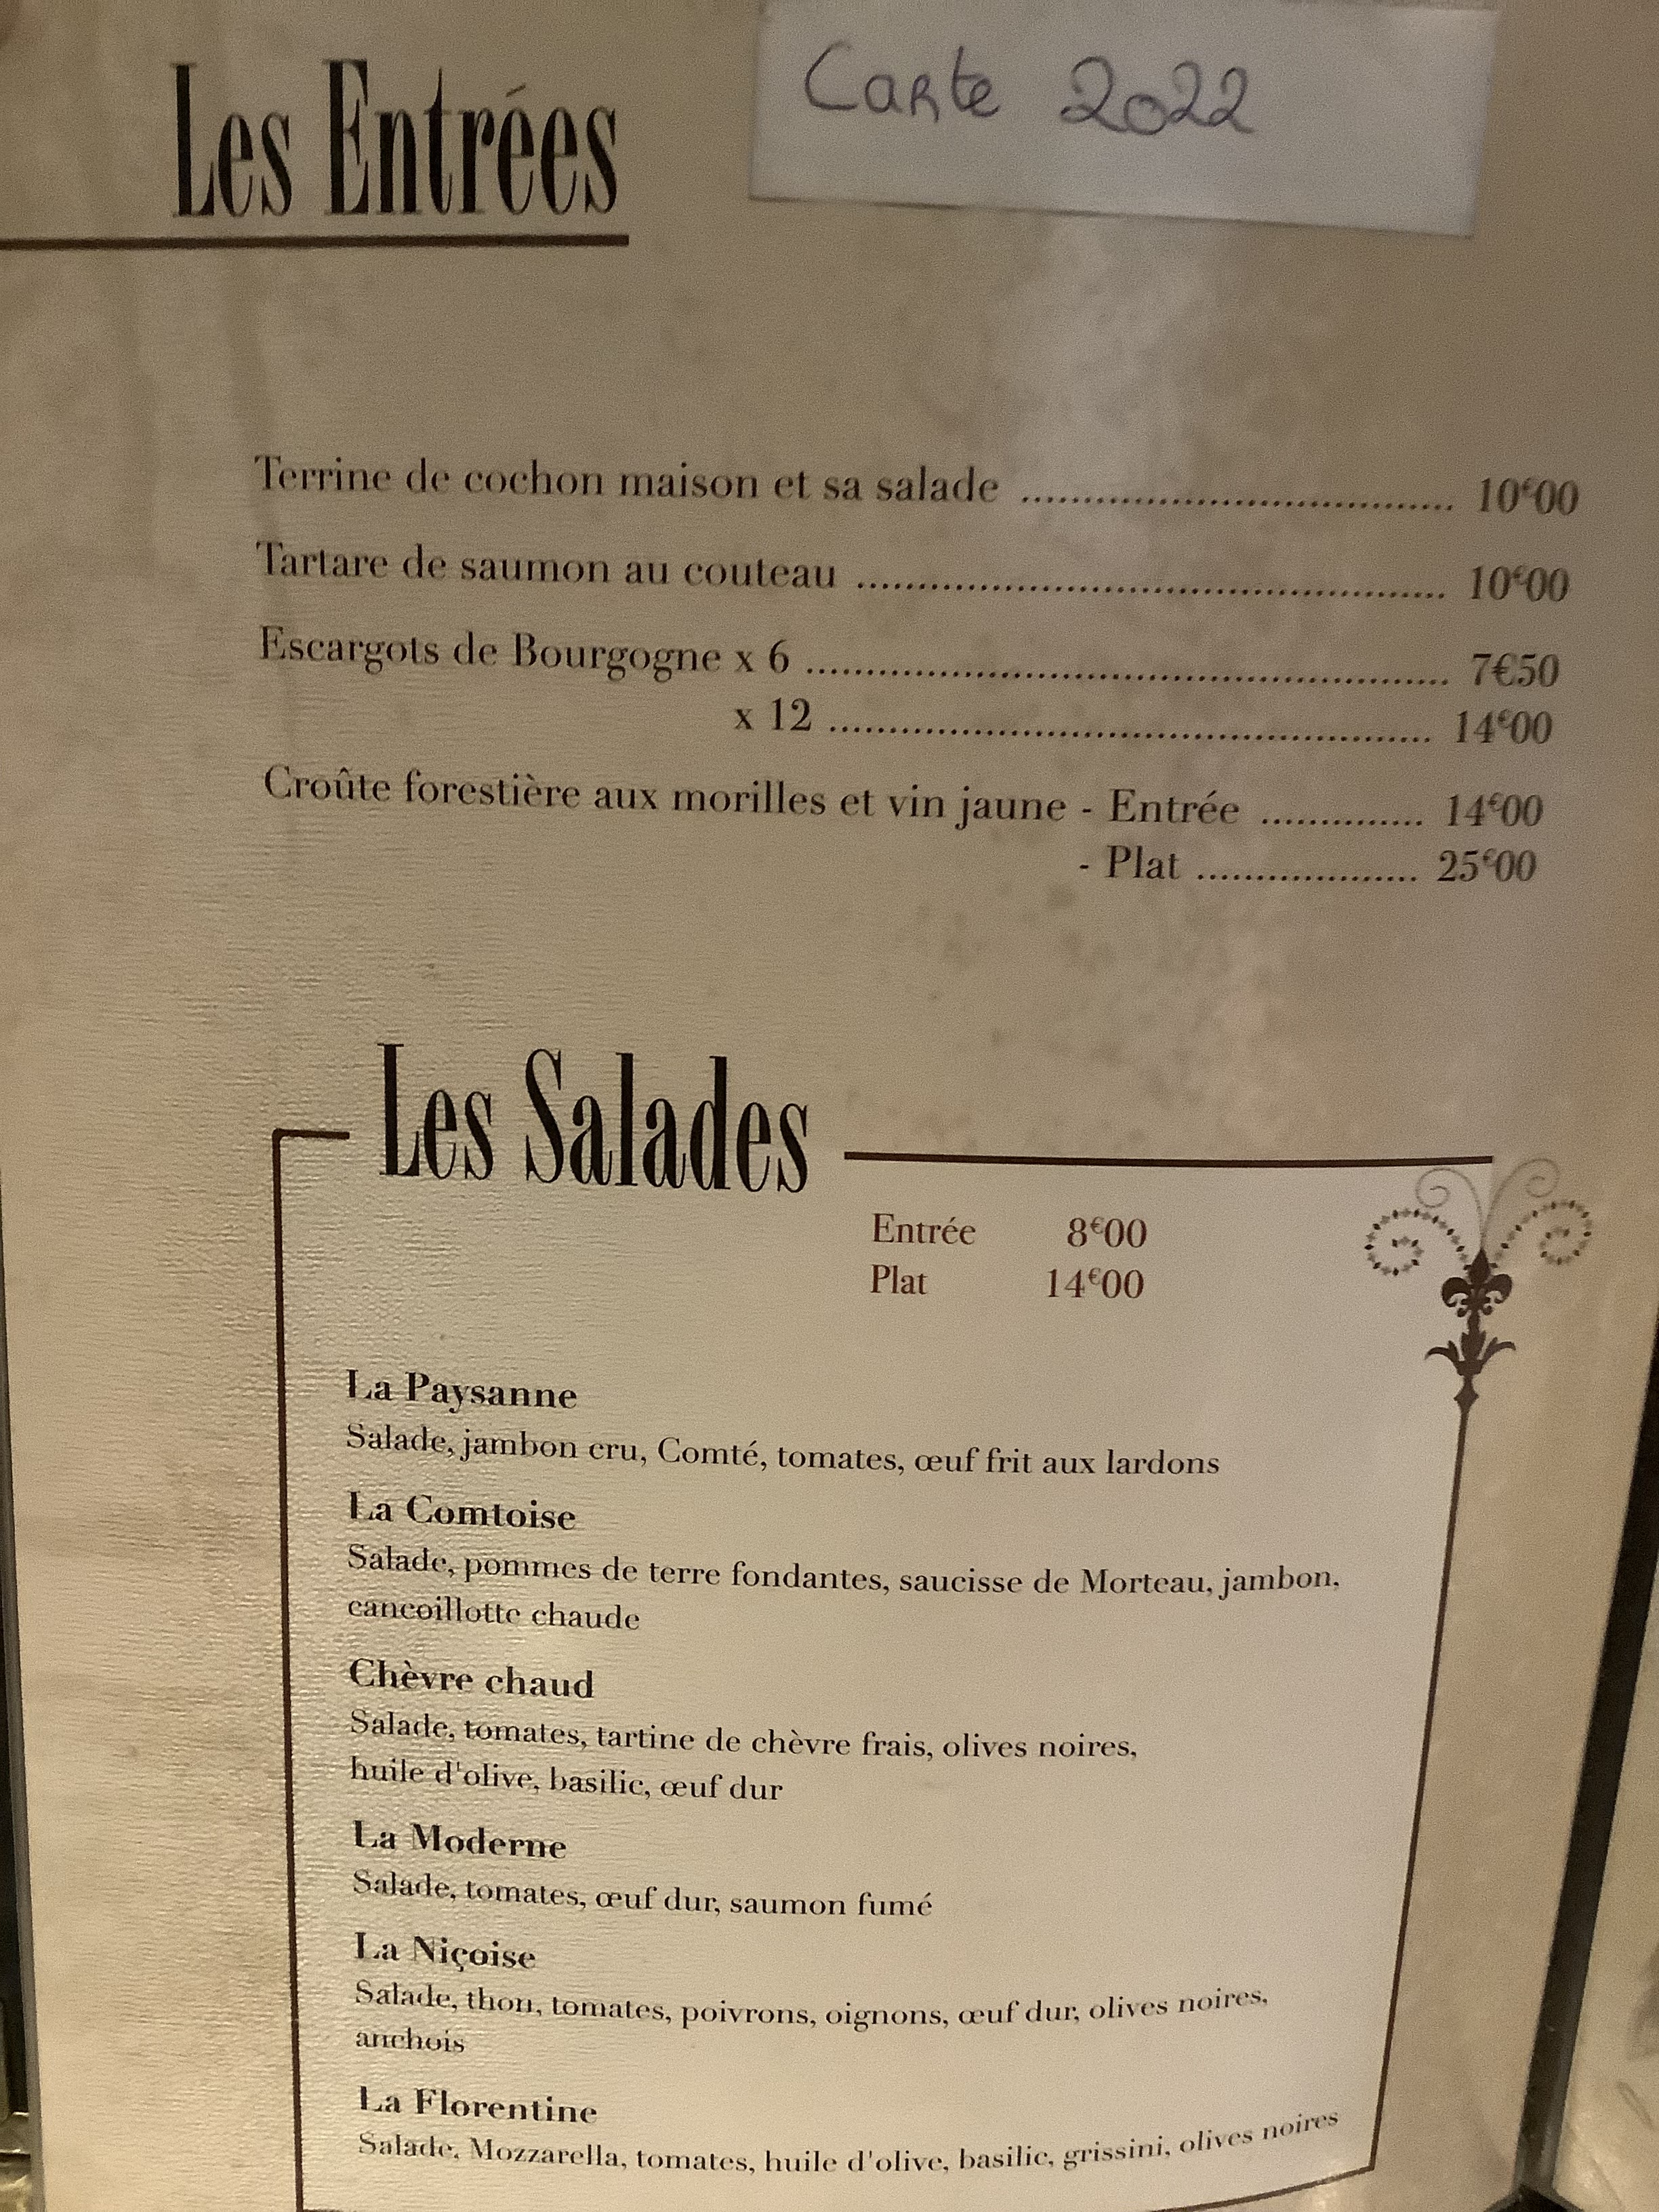 Carte 2022
Les Entrées
Terrine de cochon maison et sa salade .................................... 10€00
Tartare de saumon au couteau ................................................ 10€00
Escargots de Bourgogne x 6 .................................................... 7€50
x 12 ................................................. 14€00
Croûte forestière aux morilles et vin jaune - Entrée .............. 14€00
- Plat ................... 25€00
Les Salades
Entrée 8€00
Plat 14€00
La Paysanne
Salade, jambon cru, Comté, tomates, œuf frit aux lardons
La Comtoise
Salade, pommes de terre fondantes, saucisse de Morteau, jambon,
cancoillotte chaude
Chèvre chaud
Salade, tomates, tartine de chèvre frais, olives noires,
huile d'olive, basilic, œuf dur
La Moderne
Salade, tomates, œuf dur, saumon fumé
La Niçoise
Salade, thon, tomates, poivrons, oignons, œuf dur, olives noires,
anchois
La Florentine
Salade, Mozzarella, tomates, huile d'olive, basilic, grissini, olives noires